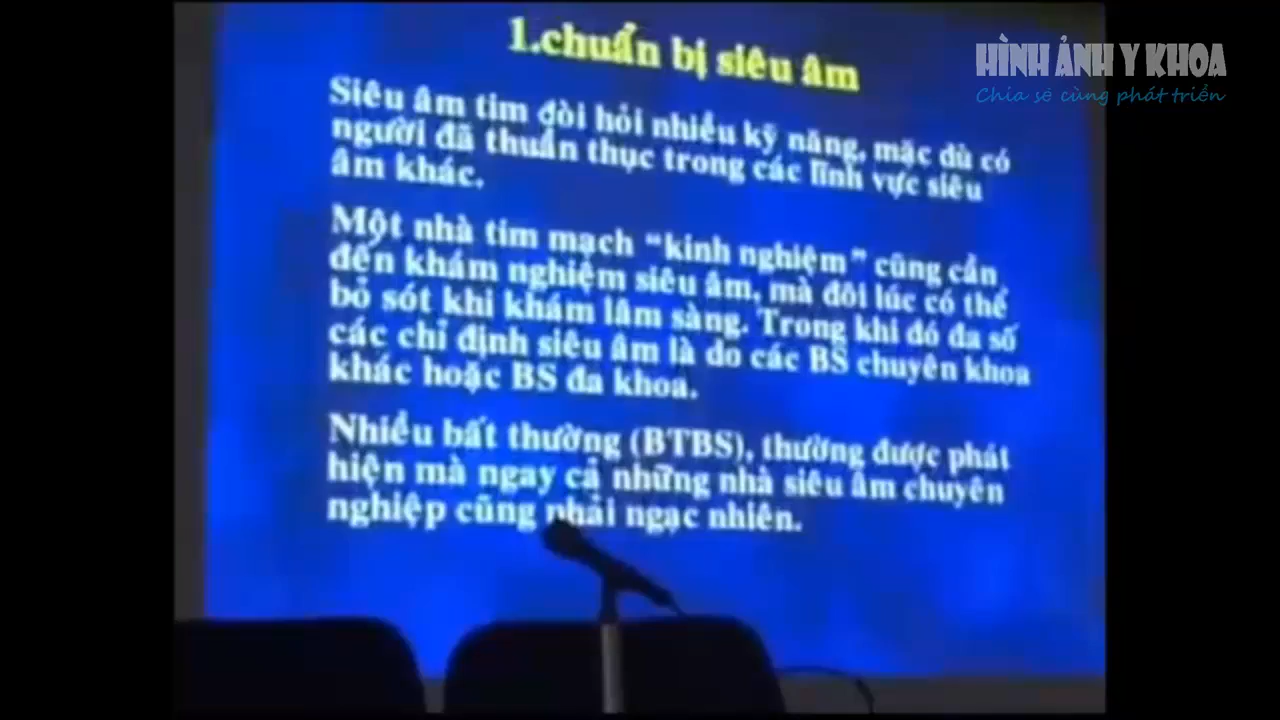 1.chuẩn bị siêu âm
HÌNH ẢNH Y KHOA
Chia sẽ cùng phát triển
Siêu âm tim đòi hỏi nhiều kỹ năng, mặc dù có
người đã thuần thục trong các lĩnh vực siêu
âm khác.
Một nhà tim mạch “kinh nghiệm” cũng cần
đến khám nghiệm siêu âm, mà đôi lúc có thể
bỏ sót khi khám lâm sàng. Trong khi đó đa số
các chỉ định siêu âm là do các BS chuyên khoa
khác hoặc BS đa khoa.
Nhiều bất thường (BTBS), thường được phát
hiện mà ngay cả những nhà siêu âm chuyên
nghiệp cũng phải ngạc nhiên.